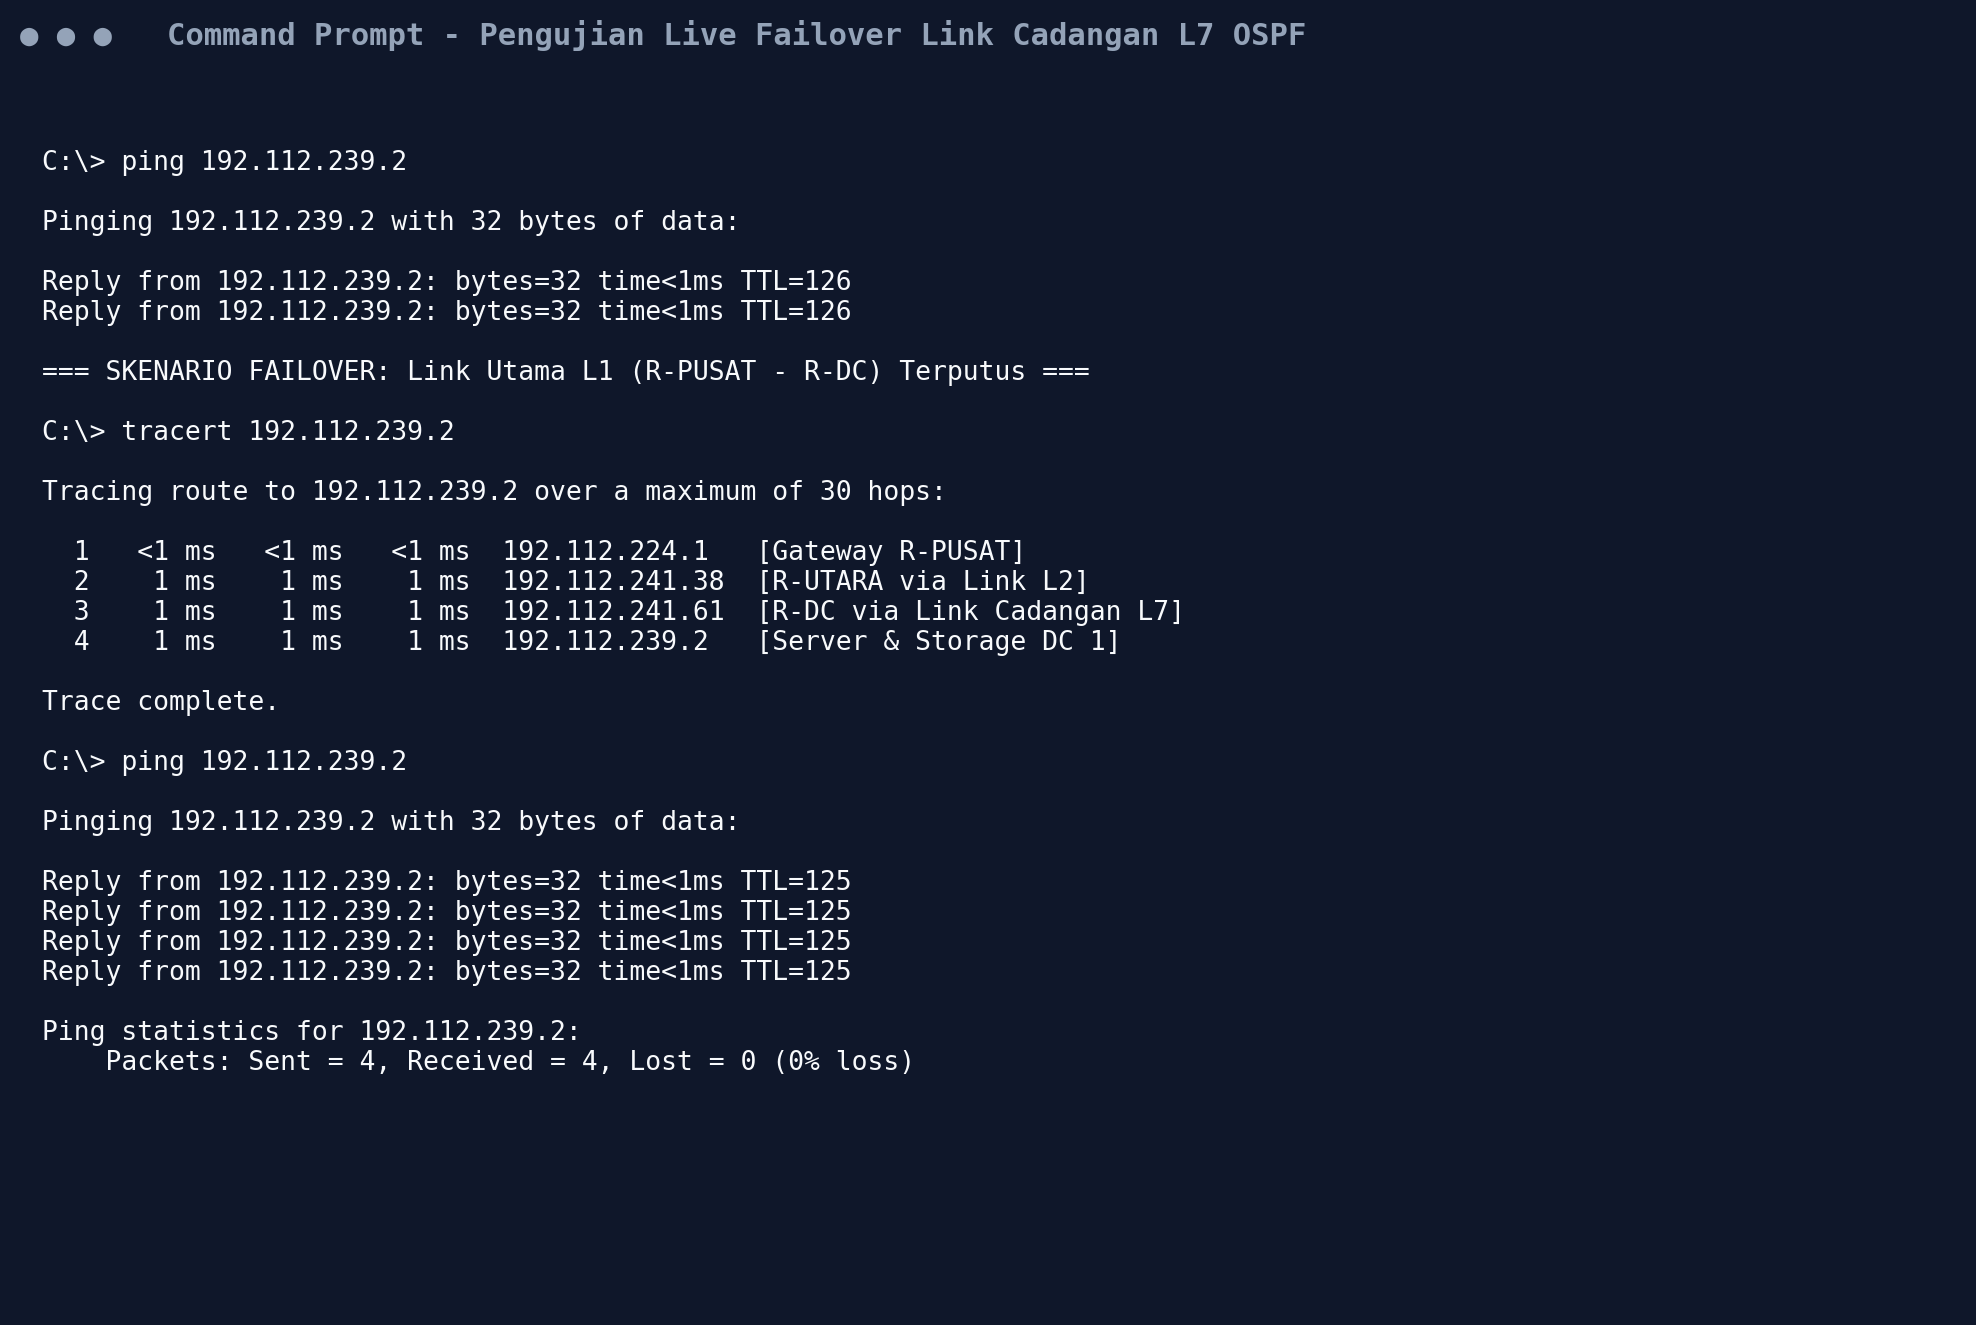 Command Prompt - Pengujian Live Failover Link Cadangan L7 OSPF
C:\> ping 192.112.239.2
Pinging 192.112.239.2 with 32 bytes of data:
Reply from 192.112.239.2: bytes=32 time<1ms TTL=126
Reply from 192.112.239.2: bytes=32 time<1ms TTL=126
=== SKENARIO FAILOVER: Link Utama L1 (R-PUSAT - R-DC) Terputus ===
C:\> tracert 192.112.239.2
Tracing route to 192.112.239.2 over a maximum of 30 hops:
  1   <1 ms   <1 ms   <1 ms  192.112.224.1   [Gateway R-PUSAT]
  2    1 ms    1 ms    1 ms  192.112.241.38  [R-UTARA via Link L2]
  3    1 ms    1 ms    1 ms  192.112.241.61  [R-DC via Link Cadangan L7]
  4    1 ms    1 ms    1 ms  192.112.239.2   [Server & Storage DC 1]
Trace complete.
C:\> ping 192.112.239.2
Pinging 192.112.239.2 with 32 bytes of data:
Reply from 192.112.239.2: bytes=32 time<1ms TTL=125
Reply from 192.112.239.2: bytes=32 time<1ms TTL=125
Reply from 192.112.239.2: bytes=32 time<1ms TTL=125
Reply from 192.112.239.2: bytes=32 time<1ms TTL=125
Ping statistics for 192.112.239.2:
    Packets: Sent = 4, Received = 4, Lost = 0 (0% loss)